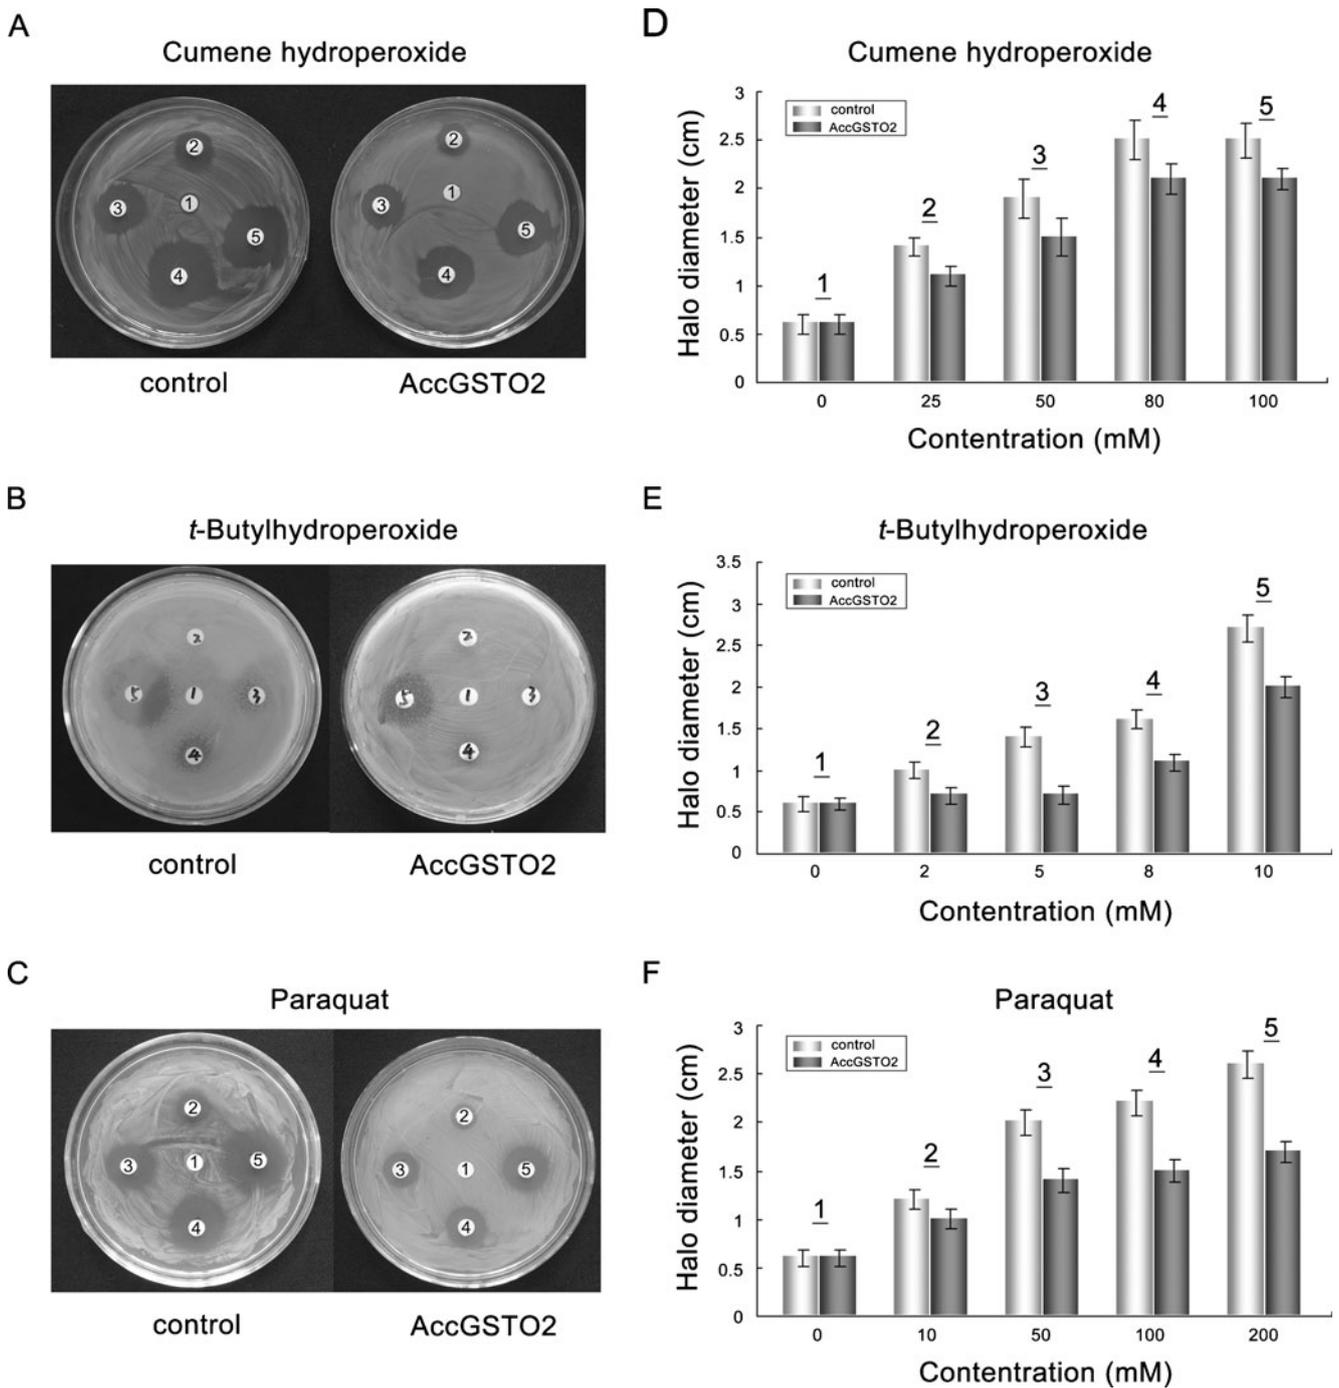 A
Cumene hydroperoxide
2
3
1
5
4
2
1
3
5
4
control
AccGSTO2
D
Cumene hydroperoxide
control
AccGSTO2
Halo diameter (cm)
3
2.5
2
1.5
1
0.5
0
1
2
3
4
5
0 25 50 80 100
Contentration (mM)
B
t-Butylhydroperoxide
2
5
1
3
4
2
5
1
3
4
control
AccGSTO2
E
t-Butylhydroperoxide
control
AccGSTO2
Halo diameter (cm)
3.5
3
2.5
2
1.5
1
0.5
0
1
2
3
4
5
0 2 5 8 10
Contentration (mM)
C
Paraquat
2
3
1
5
4
2
3
1
5
4
control
AccGSTO2
F
Paraquat
control
AccGSTO2
Halo diameter (cm)
3
2.5
2
1.5
1
0.5
0
1
2
3
4
5
0 10 50 100 200
Contentration (mM)